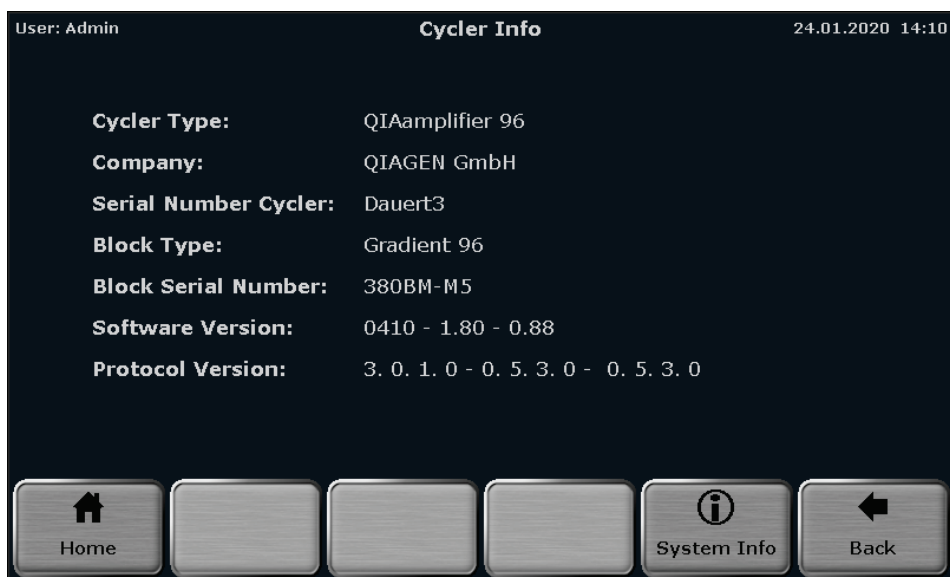 User: Admin Cycler Info 24.01.2020 14:10
Cycler Type: QIAamplifier 96
Company: QIAGEN GmbH
Serial Number Cycler: Dauert3
Block Type: Gradient 96
Block Serial Number: 380BM-M5
Software Version: 0410 - 1.80 - 0.88
Protocol Version: 3. 0. 1. 0 - 0. 5. 3. 0 - 0. 5. 3. 0
Home System Info Back